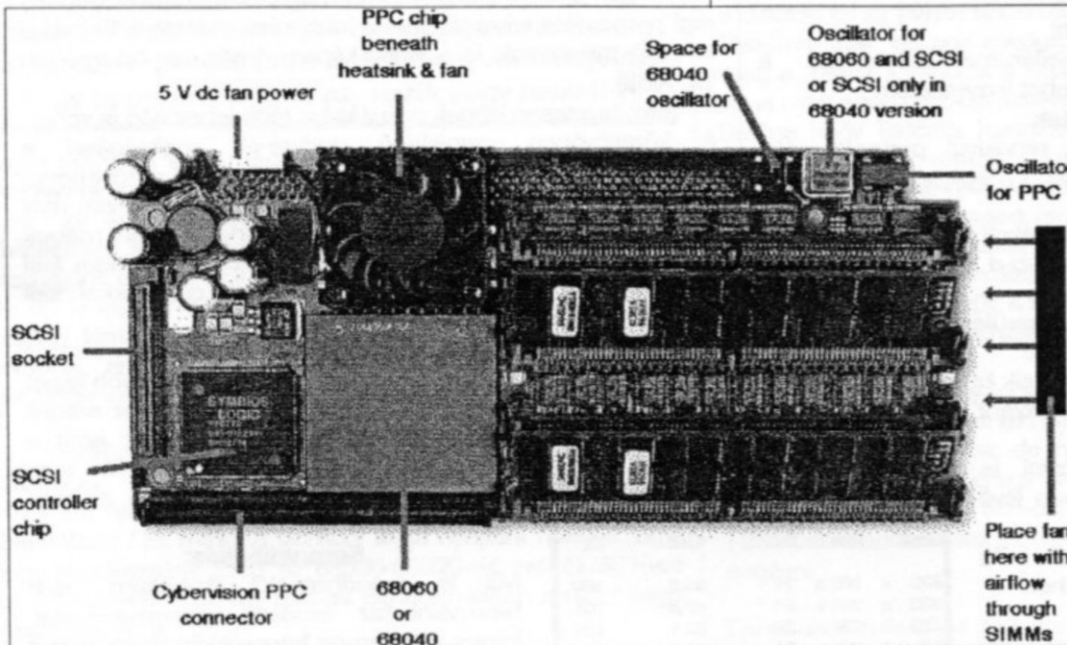 PPC chip
beneath
heatsink & fan
5 V dc fan power
Space for
68040
oscillator
Oscillator for
68060 and SCSI
or SCSI only in
68040 version
Oscillato
for PPC
SCSI
socket
SYMBIOS
LOGIC
SCSI
controller
chip
Cybervision PPC
connector
68060
or
68040
Place fan
here with
airflow
through
SIMMs